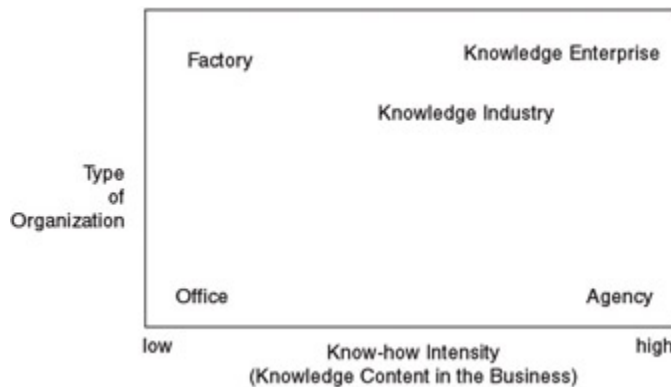 Factory
Knowledge Enterprise
Knowledge Industry
Type
of
Organization
Office
Agency
low
high
Know-how Intensity
(Knowledge Content in the Business)